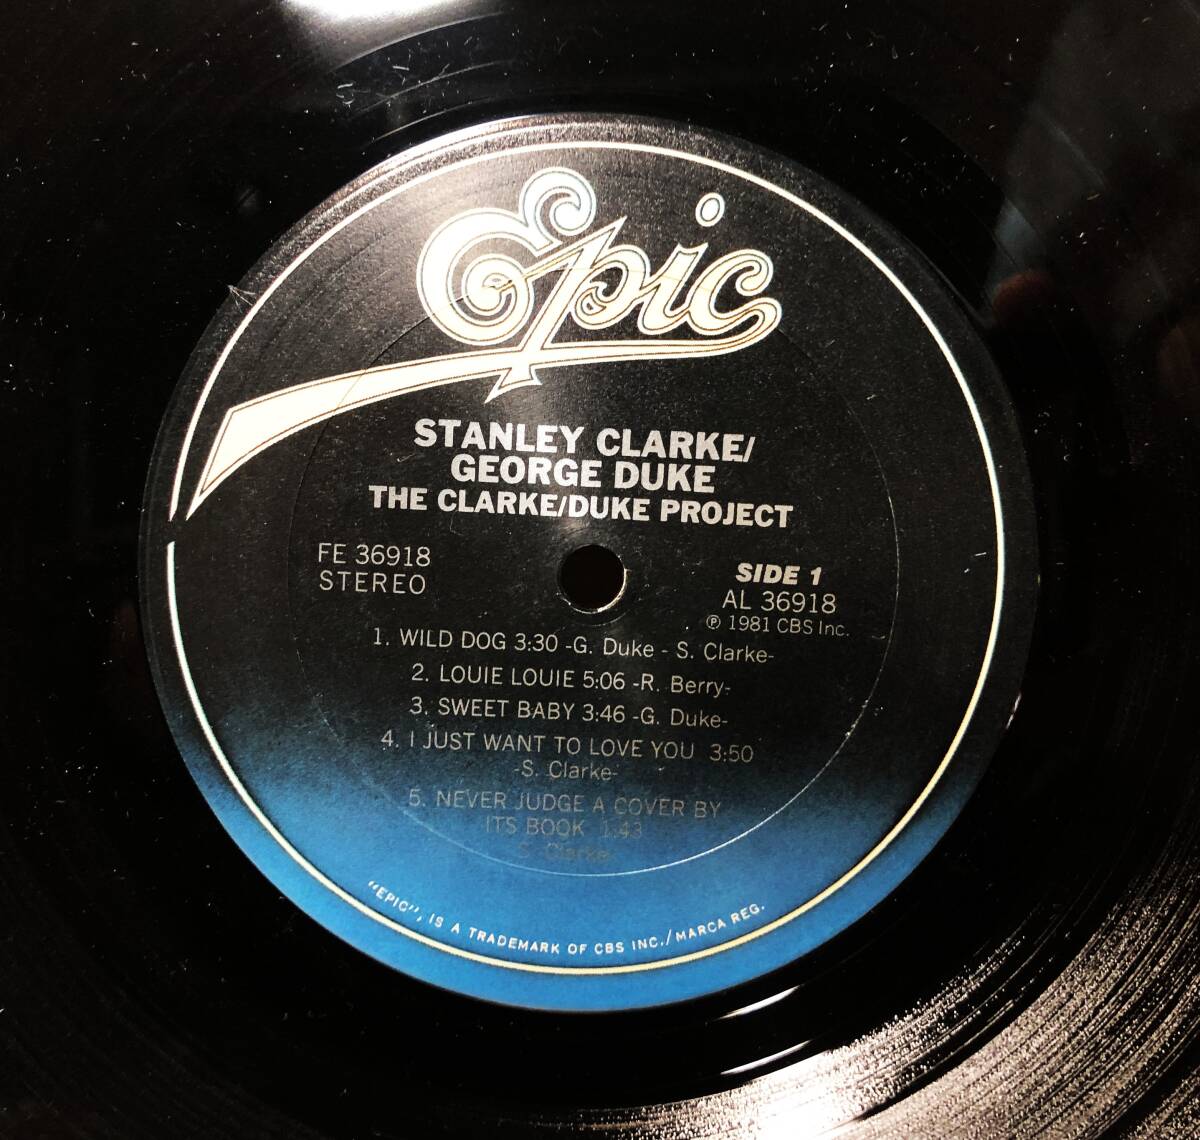 Epic
STANLEY CLARKE/
GEORGE DUKE
THE CLARKE/DUKE PROJECT
FE 36918
STEREO
SIDE 1
AL 36918
℗ 1981 CBS Inc.
1. WILD DOG 3:30 -G. Duke - S. Clarke-
2. LOUIE LOUIE 5:06 -R. Berry-
3. SWEET BABY 3:46 -G. Duke-
4. I JUST WANT TO LOVE YOU 3:50
-S. Clarke-
5. NEVER JUDGE A COVER BY
ITS BOOK 1:43
S. Clarke-
"EPIC", IS A TRADEMARK OF CBS INC./MARCA REG.